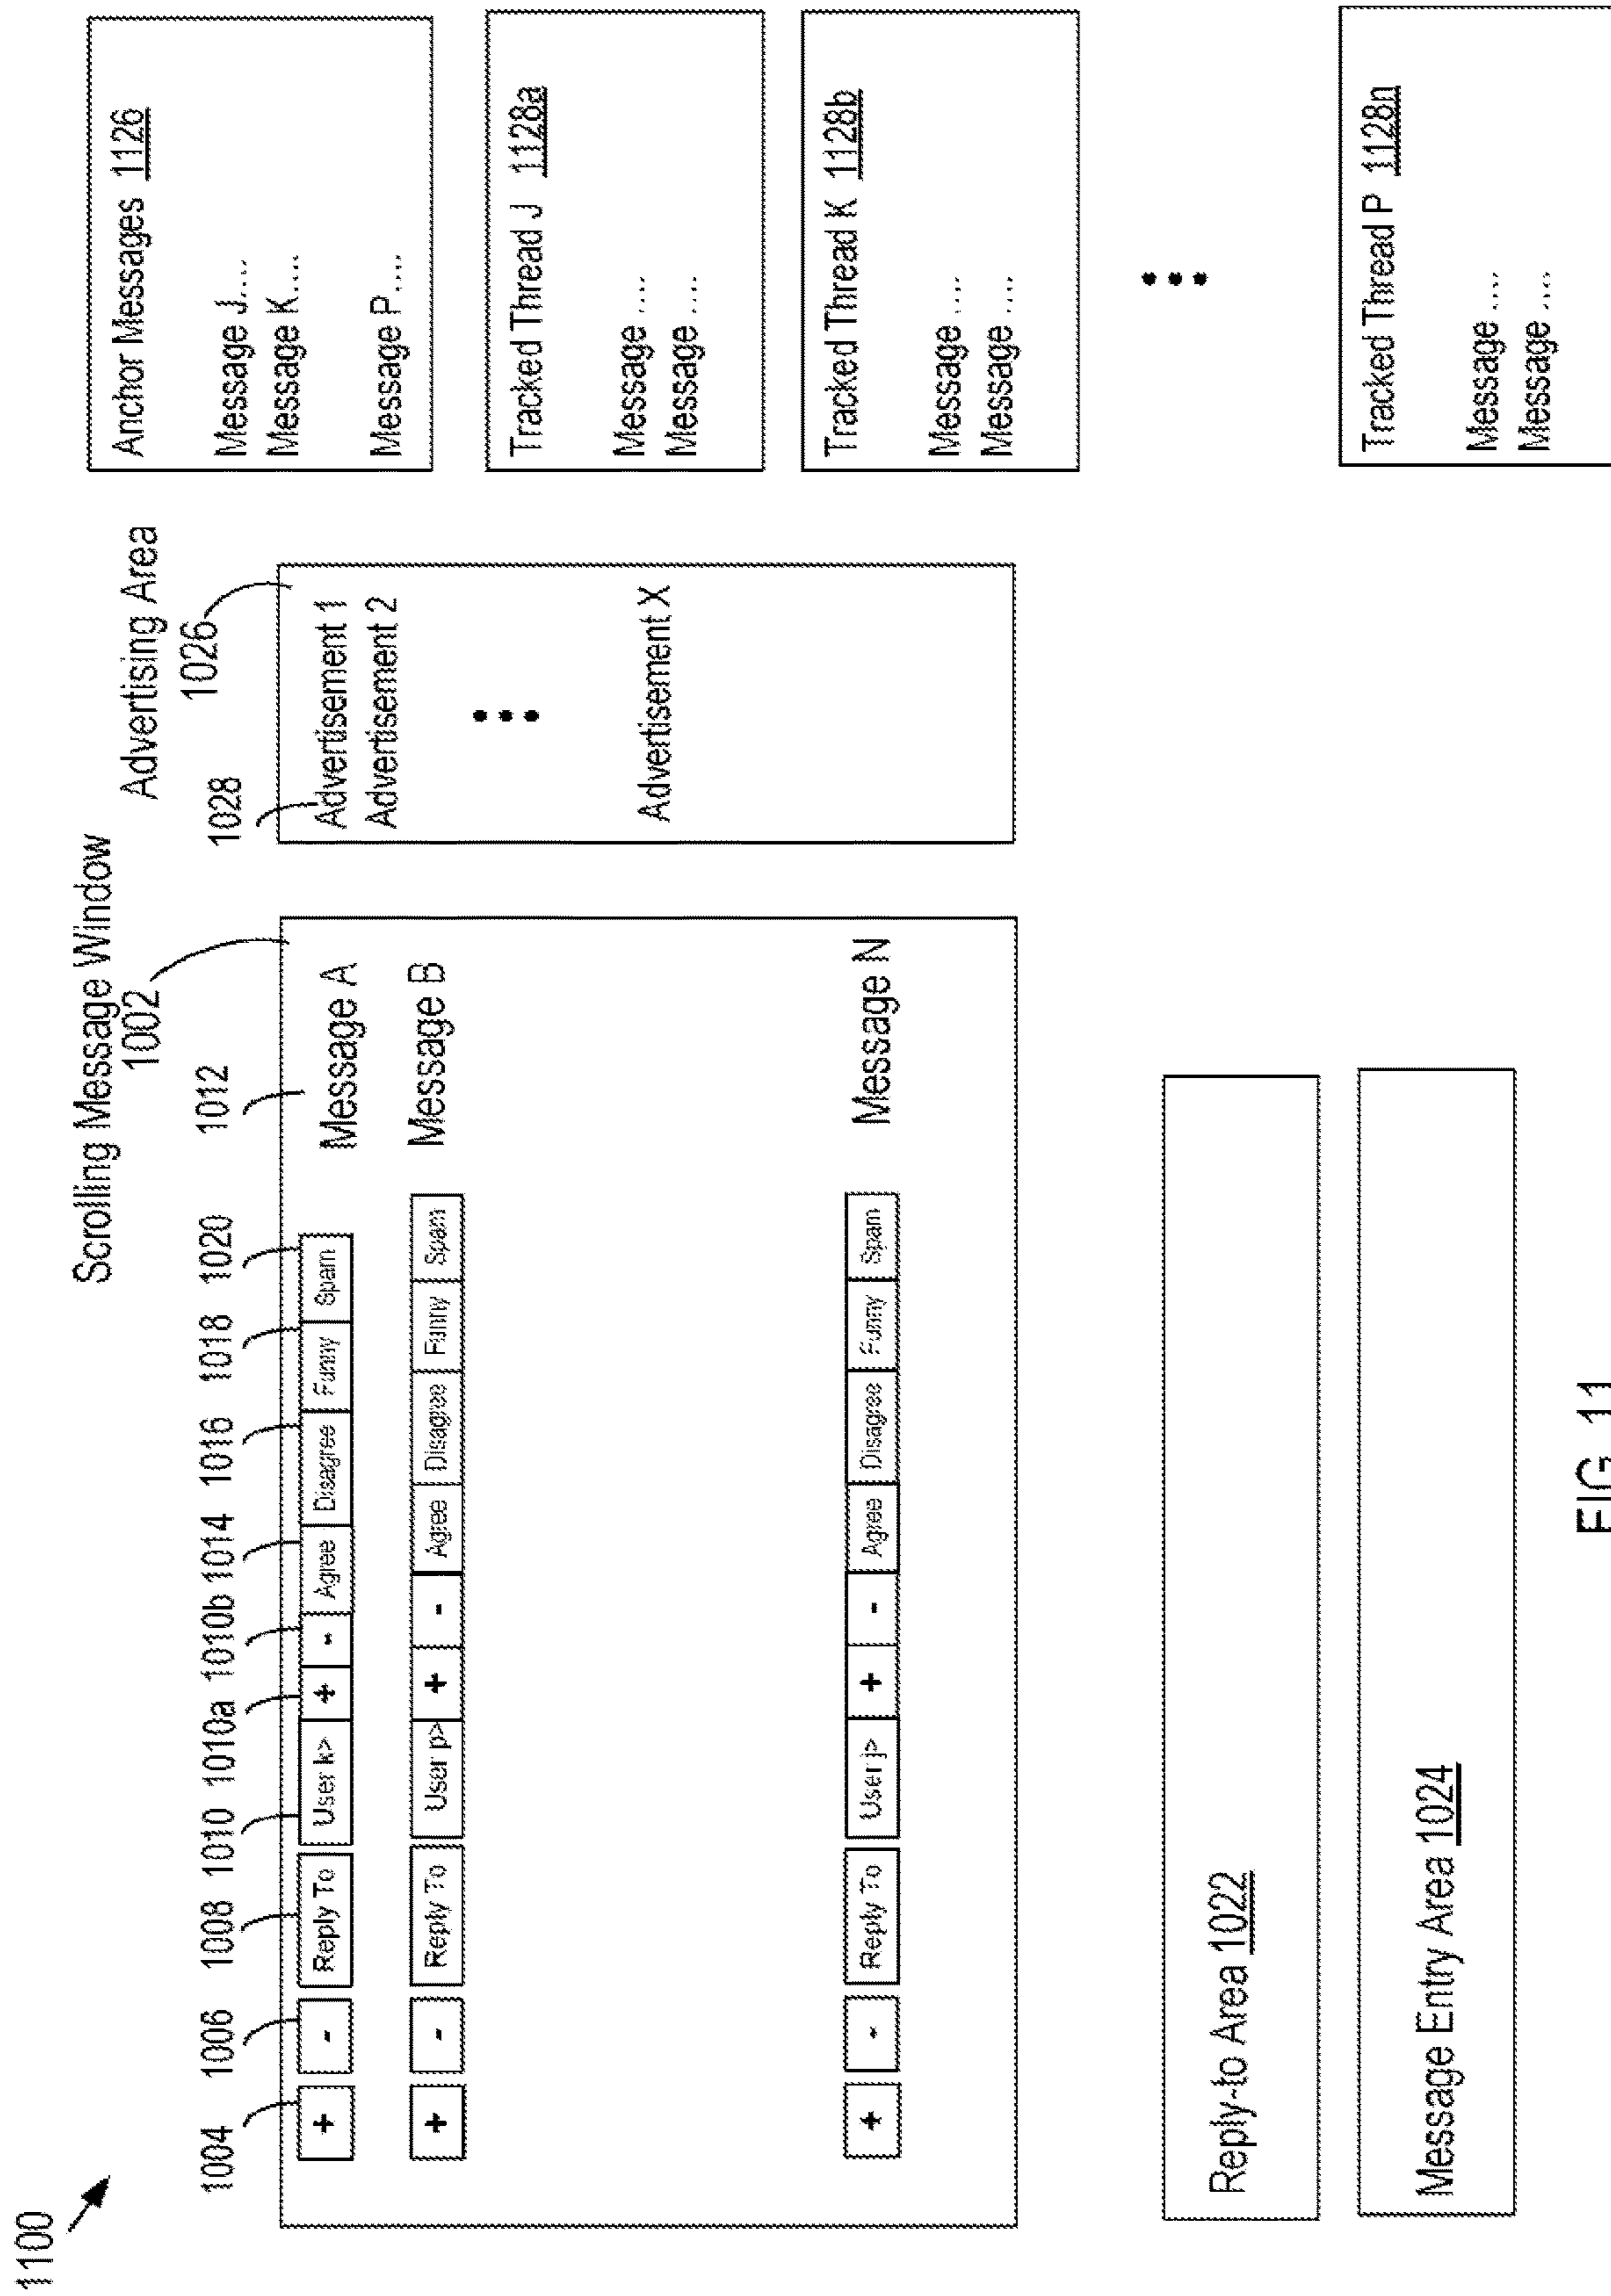 1100
Scrolling Message Window
1002
1004 1006 1008 1010 1010a 1010b 1014 1016 1018 1020 1012
+ - Reply To User k> + - Agree Disagree Funny Spam Message A
+ - Reply To User p> + - Agree Disagree Funny Spam Message B
+ - Reply To User j> + - Agree Disagree Funny Spam Message N
Reply-to Area 1022
Message Entry Area 1024
Advertising Area
1026
1028
Advertisement 1
Advertisement 2
Advertisement X
Anchor Messages 1126
Message J....
Message K....
Message P....
Tracked Thread J 1128a
Message ....
Message ....
Tracked Thread K 1128b
Message ....
Message ....
Tracked Thread P 1128n
Message ....
Message ....
FIG. 11